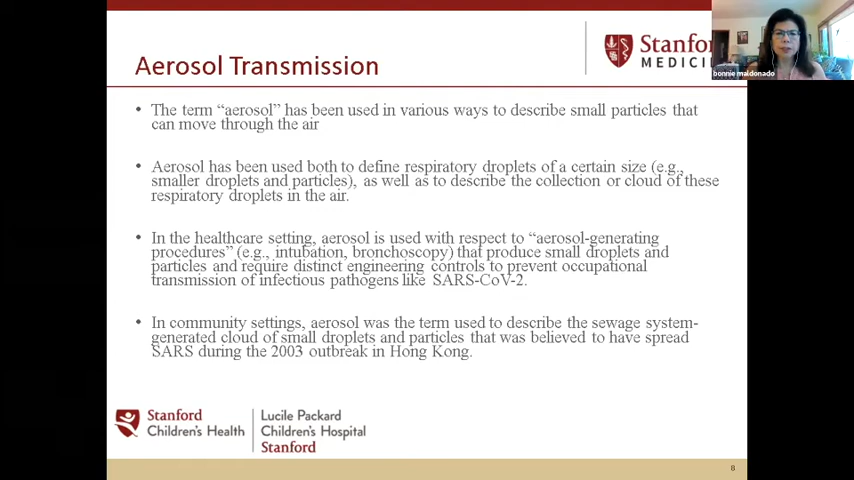 Stanf
MEDICI
bonnie maldonado
Aerosol Transmission
• The term “aerosol” has been used in various ways to describe small particles that
can move through the air
• Aerosol has been used both to define respiratory droplets of a certain size (e.g.,
smaller droplets and particles), as well as to describe the collection or cloud of these
respiratory droplets in the air.
• In the healthcare setting, aerosol is used with respect to “aerosol-generating
procedures” (e.g., intubation, bronchoscopy) that produce small droplets and
particles and require distinct engineering controls to prevent occupational
transmission of infectious pathogens like SARS-CoV-2.
• In community settings, aerosol was the term used to describe the sewage system-
generated cloud of small droplets and particles that was believed to have spread
SARS during the 2003 outbreak in Hong Kong.
Stanford
Children's Health
Lucile Packard
Children's Hospital
Stanford
8